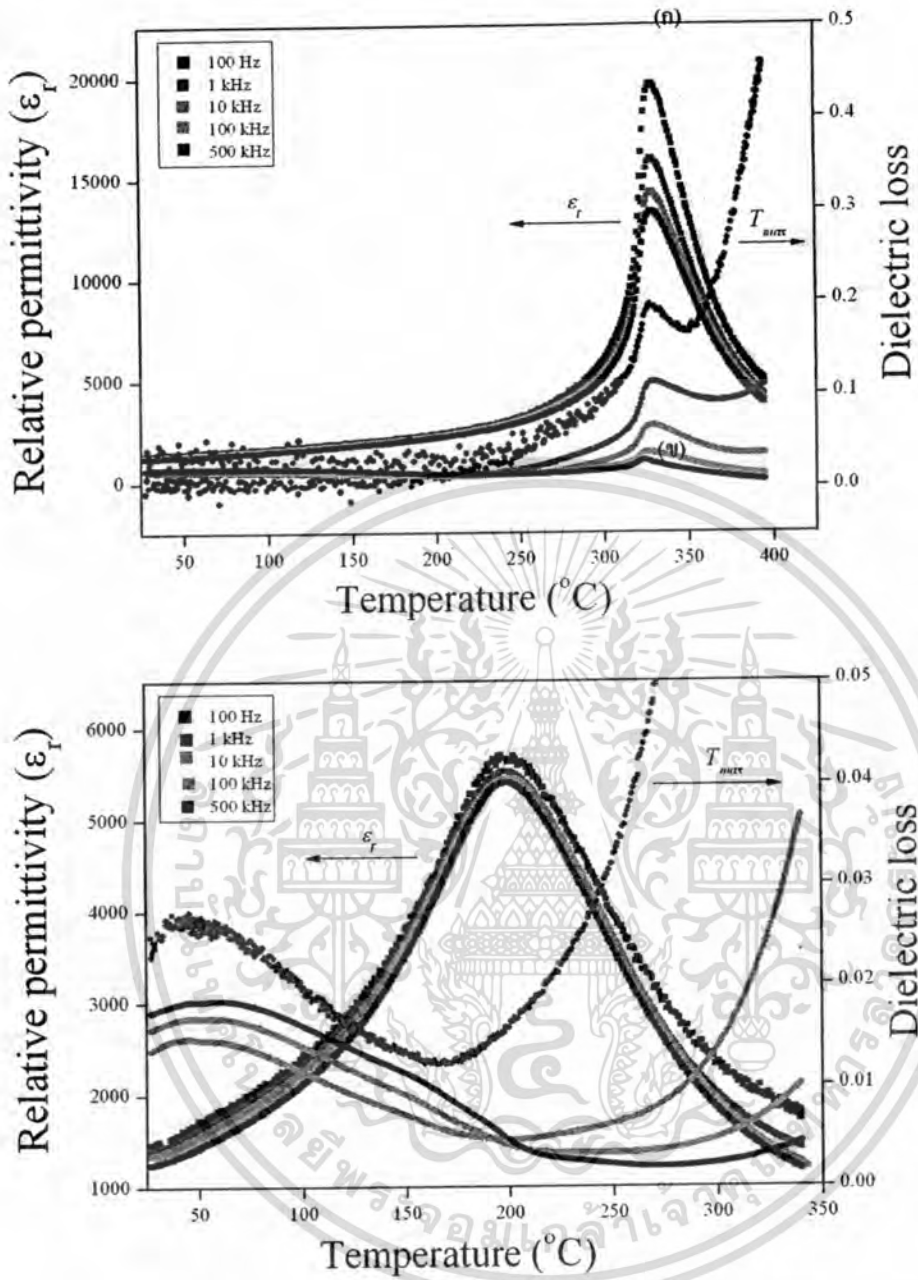 (ก)
100 Hz
1 kHz
10 kHz
100 kHz
500 kHz
20000
15000
10000
5000
0
Relative permittivity (εr)
0.5
0.4
0.3
0.2
0.1
0.0
Dielectric loss
εr
Tmax
(ข)
50 100 150 200 250 300 350 400
Temperature (°C)
100 Hz
1 kHz
10 kHz
100 kHz
500 kHz
6000
5000
4000
3000
2000
1000
Relative permittivity (εr)
0.05
0.04
0.03
0.02
0.01
0.00
Dielectric loss
εr
Tmax
50 100 150 200 250 300 350
Temperature (°C)